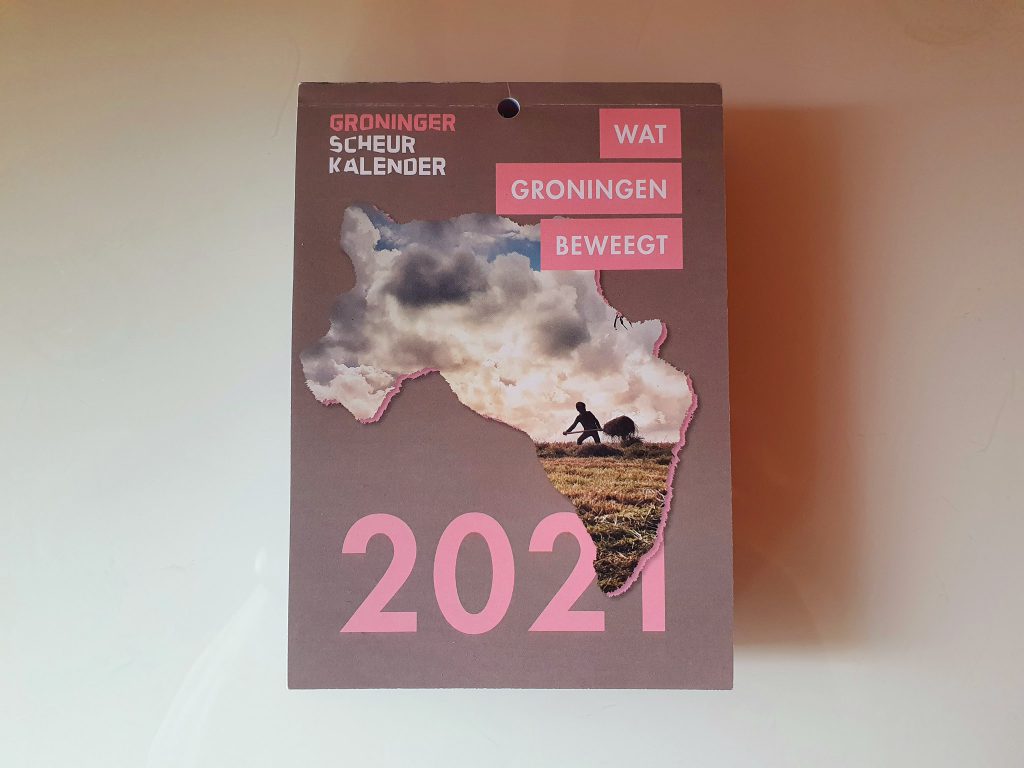 GRONINGER
SCHEUR
KALENDER
WAT
GRONINGEN
BEWEEGT
2021